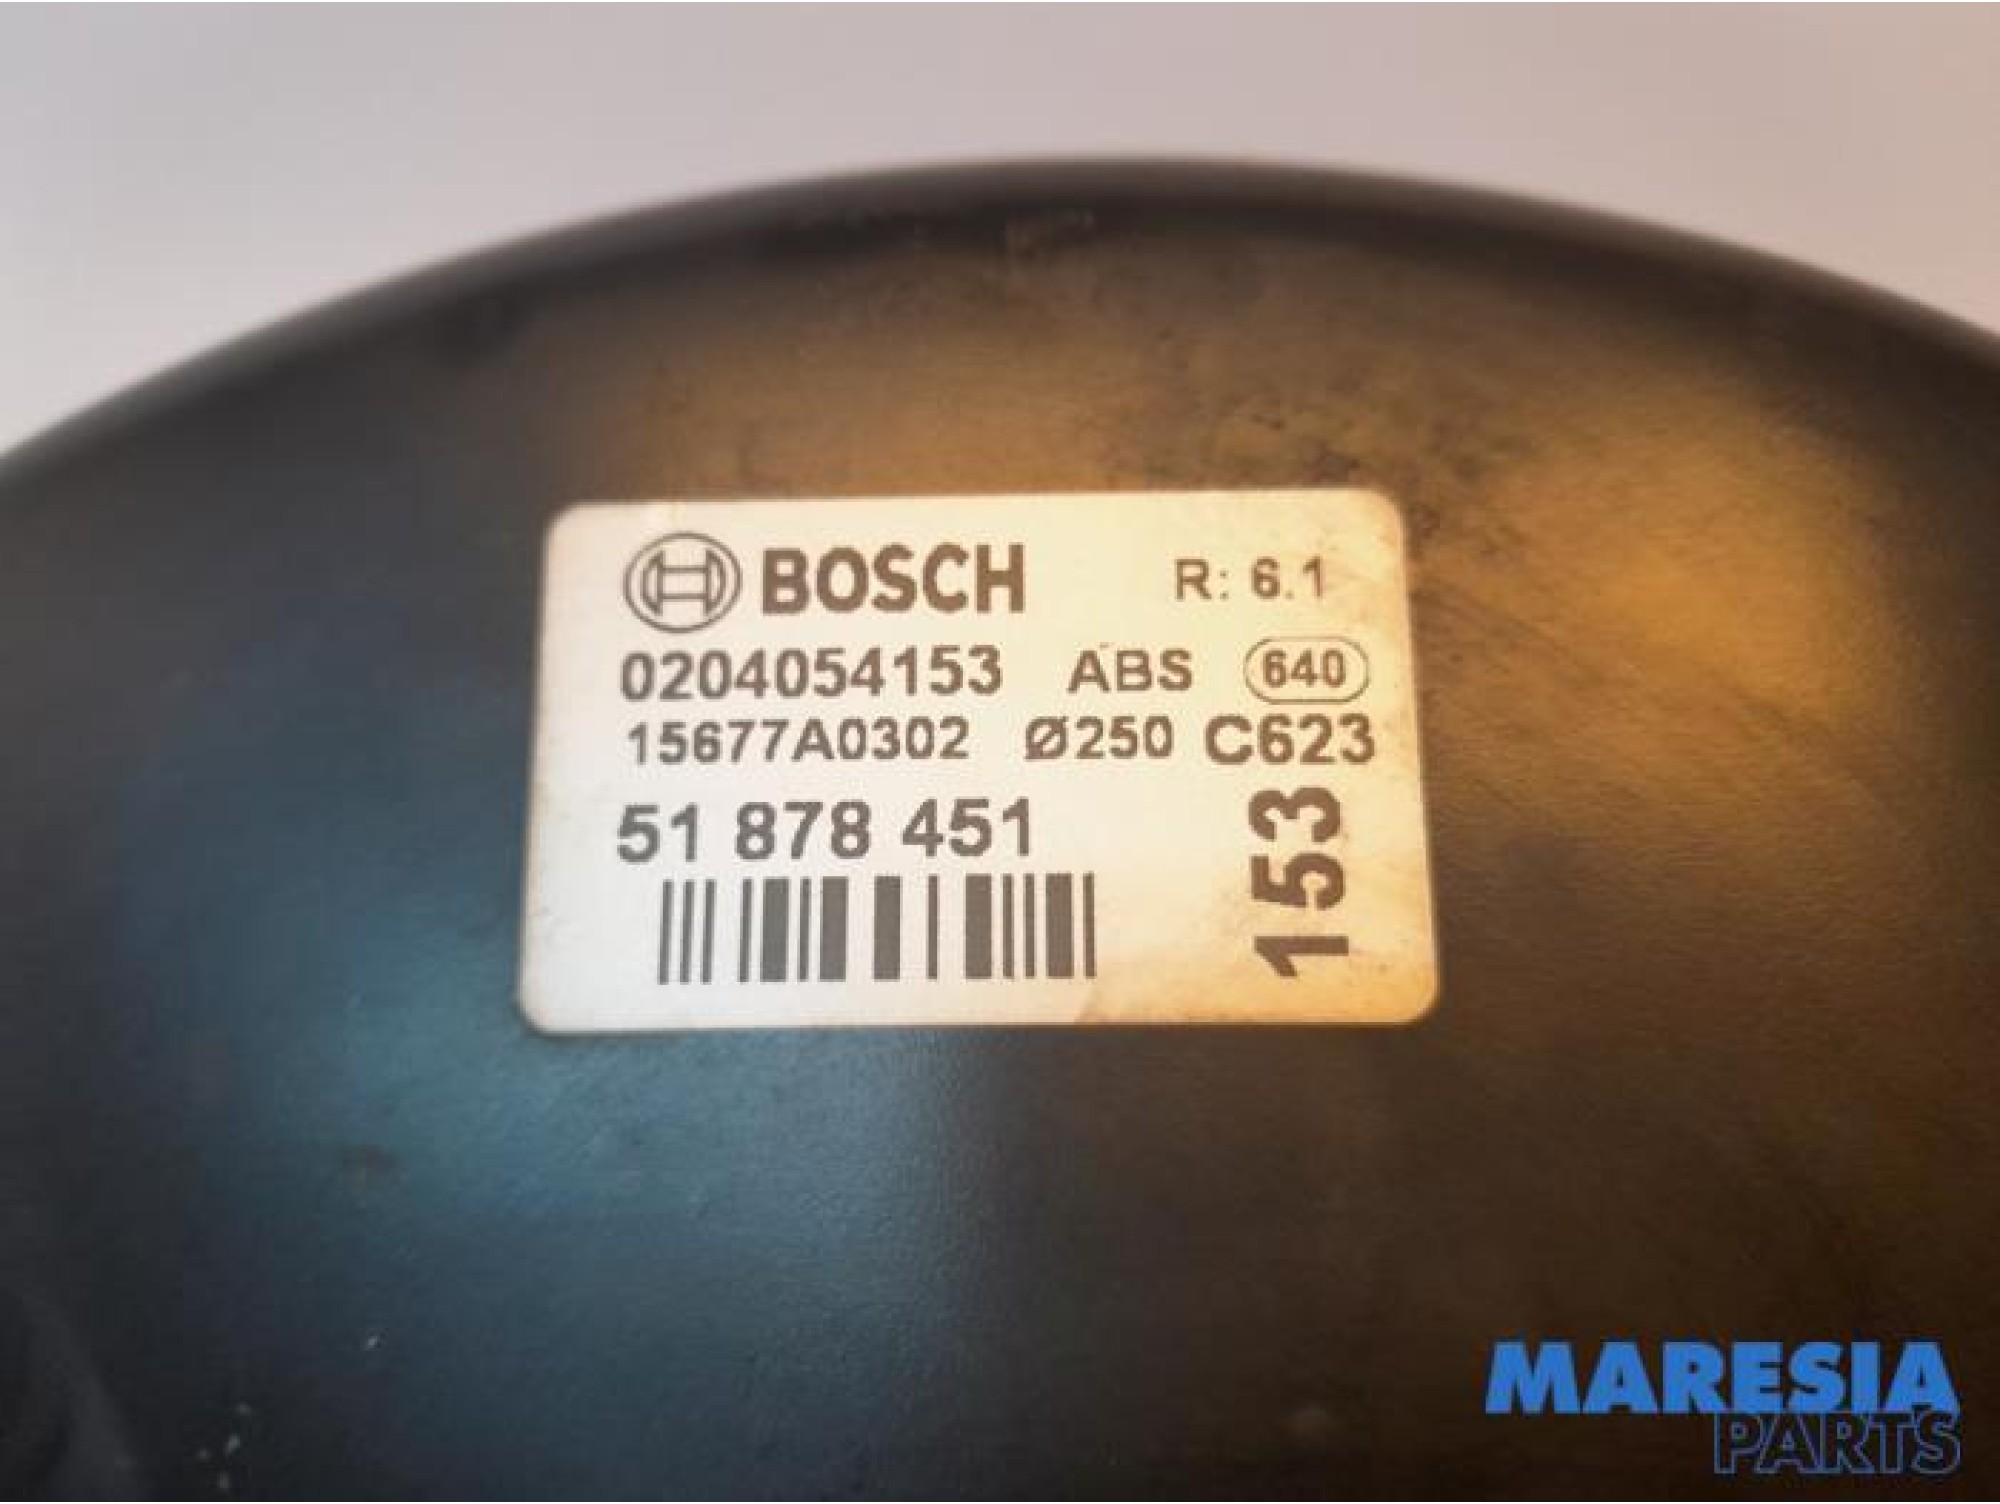 BOSCH R: 6.1
0204054153 ABS 640
15677A0302 Ø250 C623
51 878 451
153
MARESIA
PARTS